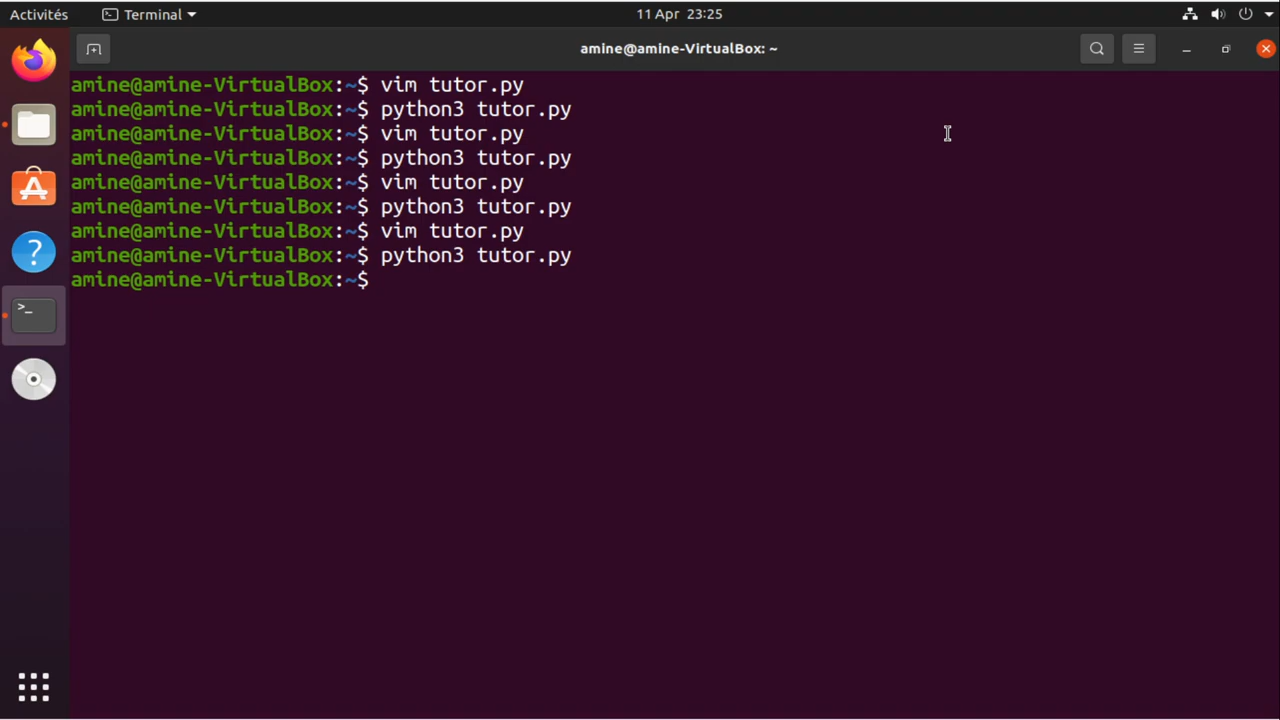 Activités Terminal 11 Apr 23:25
amine@amine-VirtualBox: ~
amine@amine-VirtualBox:~$ vim tutor.py
amine@amine-VirtualBox:~$ python3 tutor.py
amine@amine-VirtualBox:~$ vim tutor.py
amine@amine-VirtualBox:~$ python3 tutor.py
amine@amine-VirtualBox:~$ vim tutor.py
amine@amine-VirtualBox:~$ python3 tutor.py
amine@amine-VirtualBox:~$ vim tutor.py
amine@amine-VirtualBox:~$ python3 tutor.py
amine@amine-VirtualBox:~$